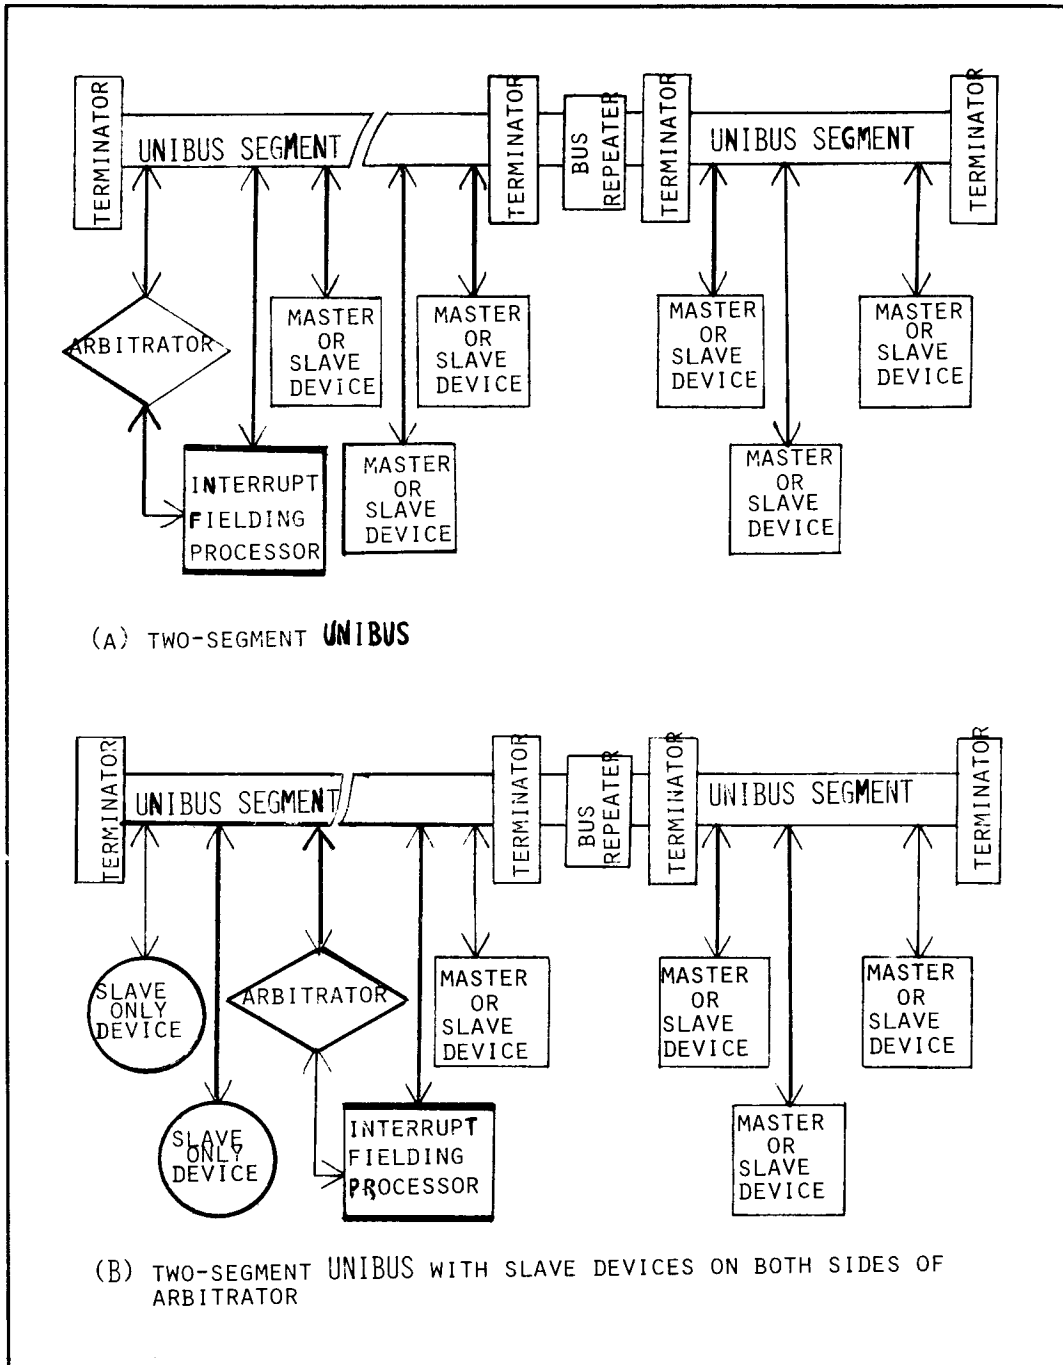 TERMINATOR
UNIBUS SEGMENT
TERMINATOR
BUS
REPEATER
TERMINATOR
UNIBUS SEGMENT
TERMINATOR
ARBITRATOR
MASTER
OR
SLAVE
DEVICE
MASTER
OR
SLAVE
DEVICE
MASTER
OR
SLAVE
DEVICE
MASTER
OR
SLAVE
DEVICE
INTERRUPT
FIELDING
PROCESSOR
MASTER
OR
SLAVE
DEVICE
MASTER
OR
SLAVE
DEVICE
(A) TWO-SEGMENT UNIBUS
TERMINATOR
UNIBUS SEGMENT
TERMINATOR
BUS
REPEATER
TERMINATOR
UNIBUS SEGMENT
TERMINATOR
SLAVE
ONLY
DEVICE
ARBITRATOR
MASTER
OR
SLAVE
DEVICE
MASTER
OR
SLAVE
DEVICE
MASTER
OR
SLAVE
DEVICE
SLAVE
ONLY
DEVICE
INTERRUPT
FIELDING
PROCESSOR
MASTER
OR
SLAVE
DEVICE
(B) TWO-SEGMENT UNIBUS WITH SLAVE DEVICES ON BOTH SIDES OF
ARBITRATOR